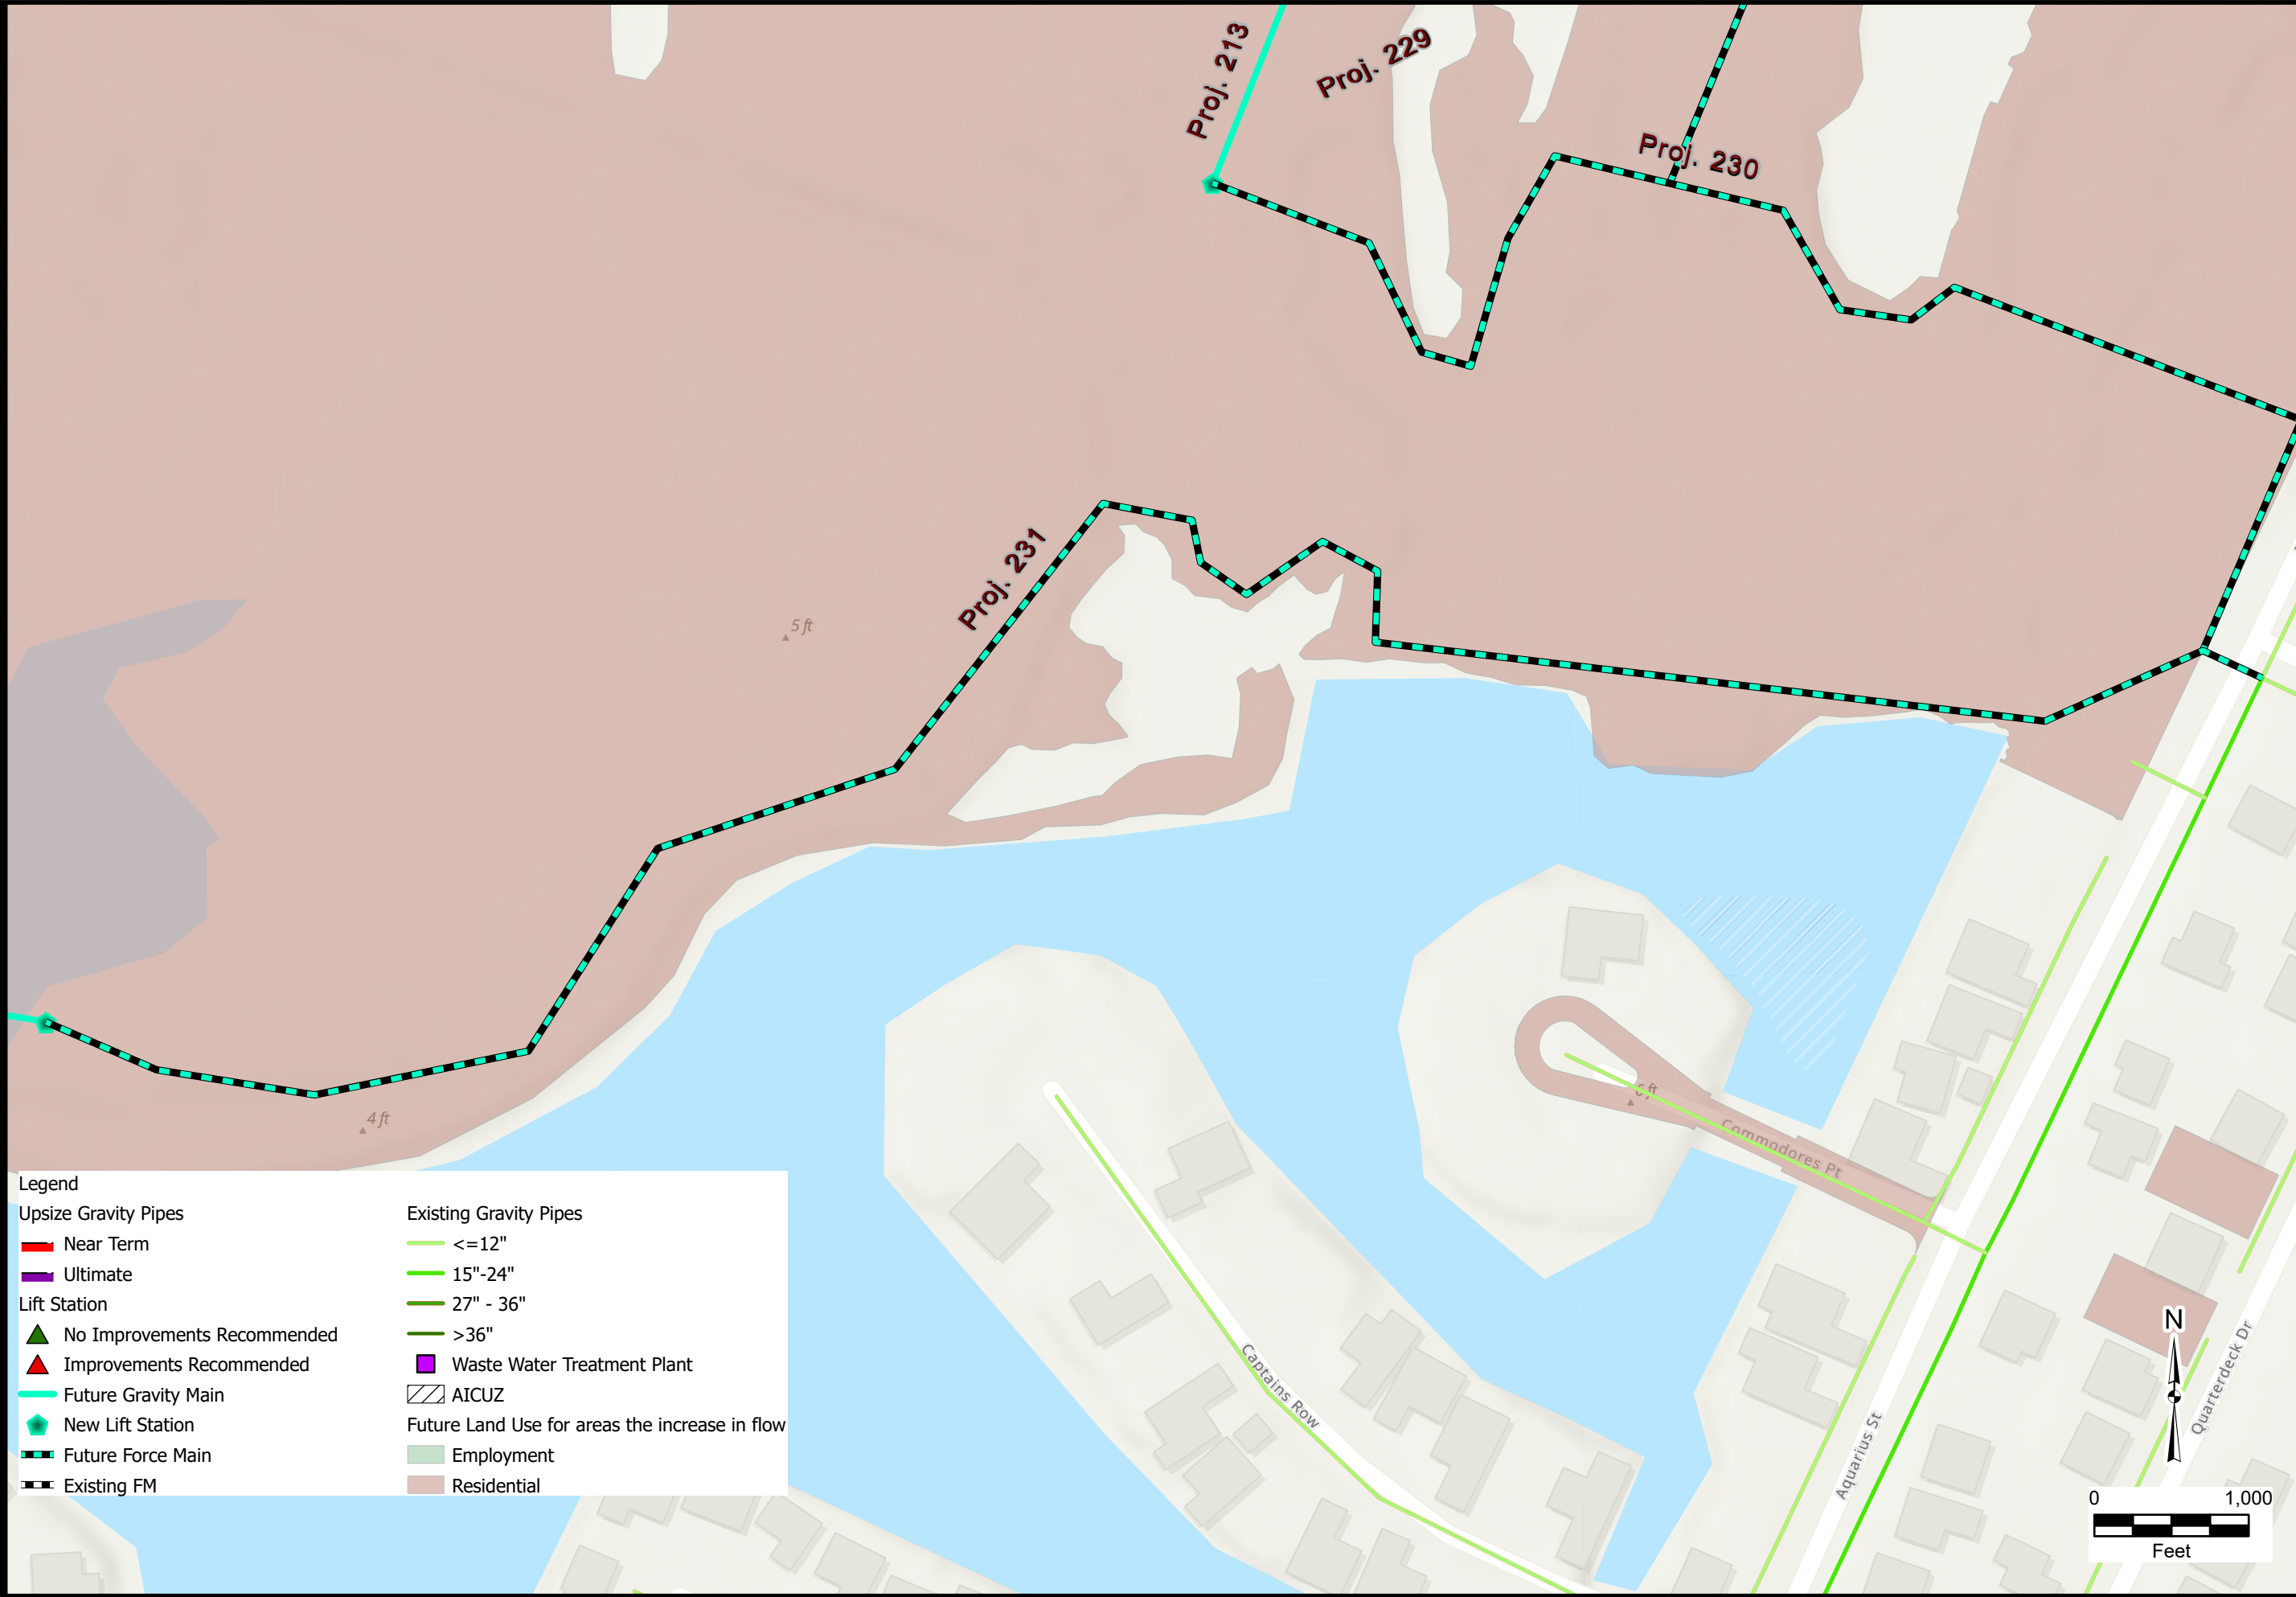 Proj. 213
Proj. 229
Proj. 230
Proj. 231
5 ft
4 ft
6 ft
Commodores Pt
Captains Row
Aquarius St
Quarterdeck Dr
Legend
Upsize Gravity Pipes
Near Term
Ultimate
Lift Station
No Improvements Recommended
Improvements Recommended
Future Gravity Main
New Lift Station
Future Force Main
Existing FM
Existing Gravity Pipes
<=12"
15"-24"
27" - 36"
>36"
Waste Water Treatment Plant
AICUZ
Future Land Use for areas the increase in flow
Employment
Residential
N
0 1,000
Feet